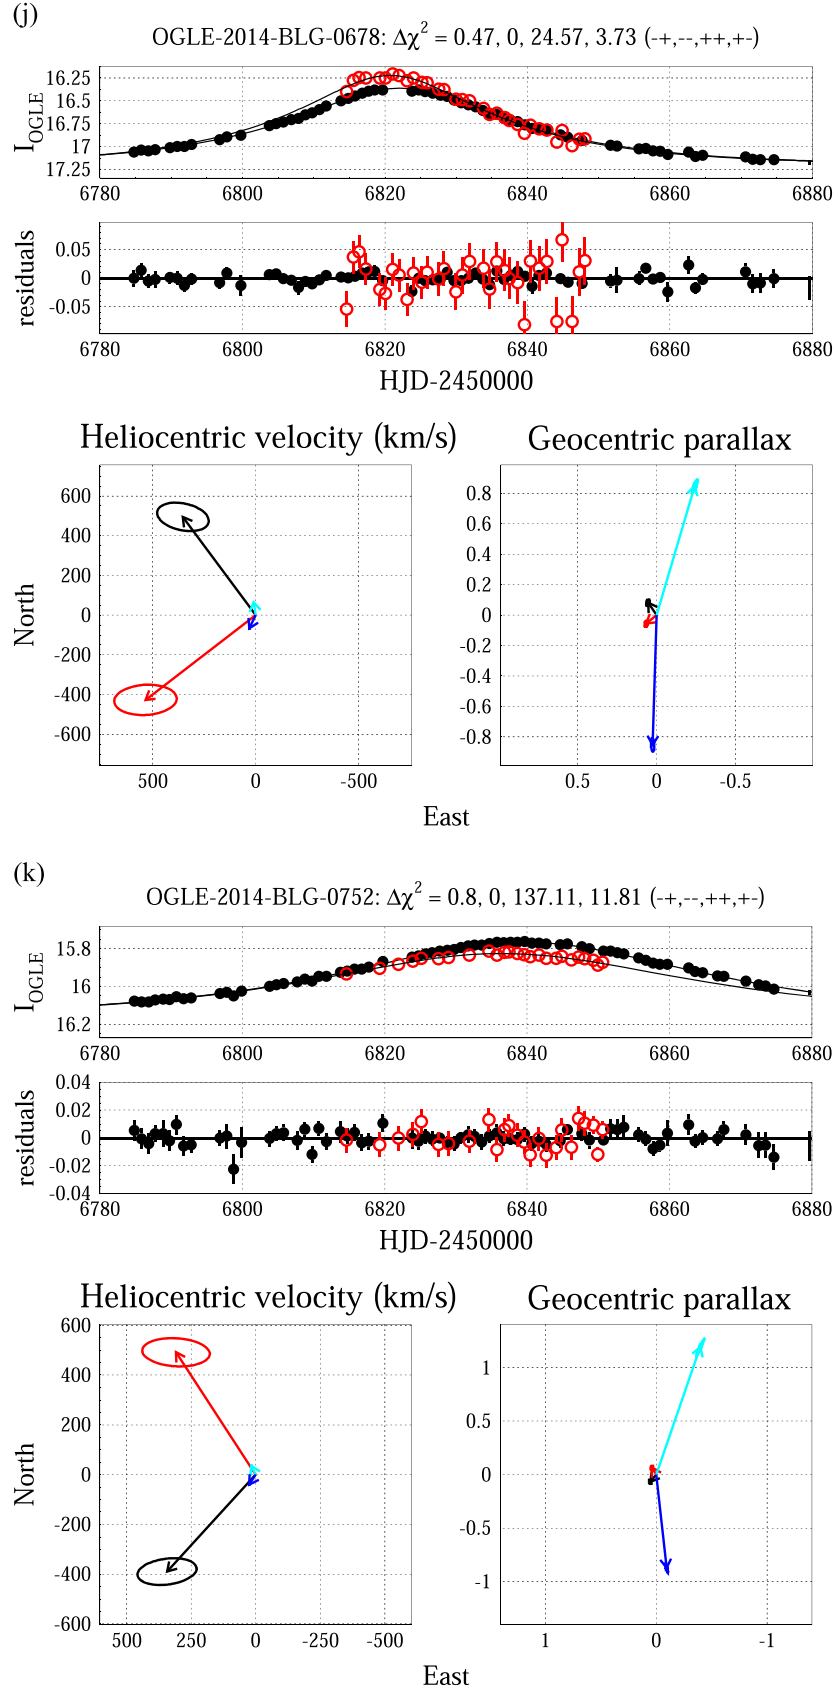 (j)
OGLE-2014-BLG-0678: Δχ² = 0.47, 0, 24.57, 3.73 (-+,--,++,+-)
I_OGLE
16.25
16.5
16.75
17
17.25
6780 6800 6820 6840 6860 6880
residuals
0.05
0
-0.05
6780 6800 6820 6840 6860 6880
HJD-2450000
Heliocentric velocity (km/s)
North
600
400
200
0
-200
-400
-600
500 0 -500
Geocentric parallax
0.8
0.6
0.4
0.2
0
-0.2
-0.4
-0.6
-0.8
0.5 0 -0.5
East
(k)
OGLE-2014-BLG-0752: Δχ² = 0.8, 0, 137.11, 11.81 (-+,--,++,+-)
I_OGLE
15.8
16
16.2
6780 6800 6820 6840 6860 6880
residuals
0.04
0.02
0
-0.02
-0.04
6780 6800 6820 6840 6860 6880
HJD-2450000
Heliocentric velocity (km/s)
North
600
400
200
0
-200
-400
-600
500 250 0 -250 -500
Geocentric parallax
1
0.5
0
-0.5
-1
1 0 -1
East